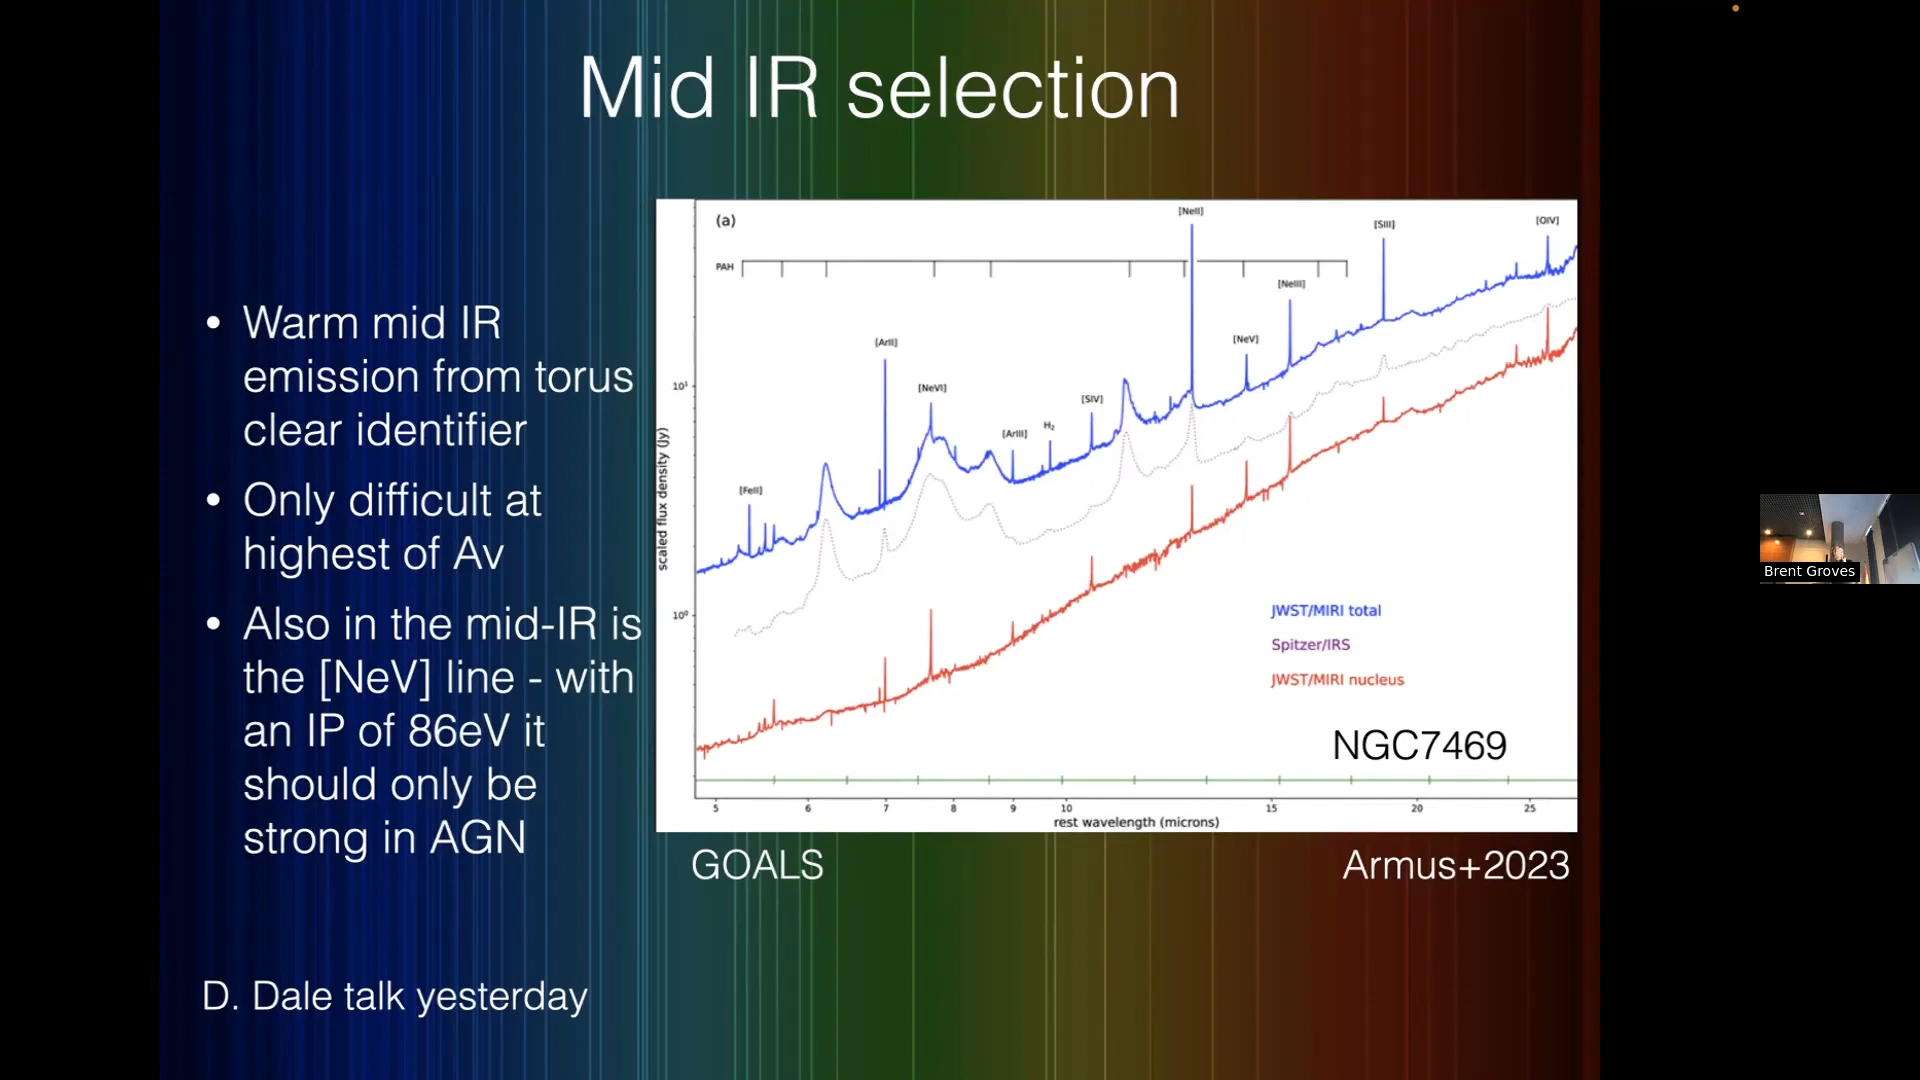 Mid IR selection
• Warm mid IR
emission from torus
clear identifier
• Only difficult at
highest of Av
• Also in the mid-IR is
the [NeV] line - with
an IP of 86eV it
should only be
strong in AGN
D. Dale talk yesterday
(a)
PAH
[FeII]
[ArII]
[NeVI]
[ArIII]
H₂
[SIV]
[NeII]
[NeV]
[NeIII]
[SIII]
[OIV]
scaled flux density (Jy)
10¹
10⁰
JWST/MIRI total
Spitzer/IRS
JWST/MIRI nucleus
NGC7469
5 6 7 8 9 10 15 20 25
rest wavelength (microns)
GOALS
Armus+2023
Brent Groves